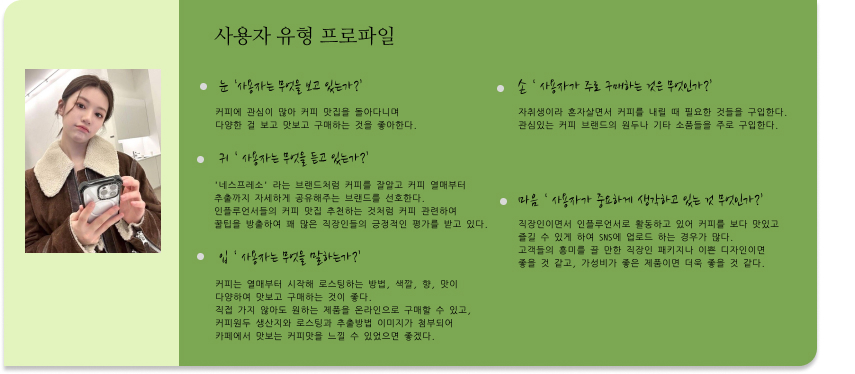 사용자 유형 프로파일
눈 '사용자는 무엇을 보고 있는가?'
커피에 관심이 많아 커피 맛집을 돌아다니며
다양한 걸 보고 맛보고 구매하는 것을 좋아한다.
귀 ' 사용자는 무엇을 듣고 있는가?'
'네스프레소' 라는 브랜드처럼 커피를 잘알고 커피 열매부터
추출까지 자세하게 공유해주는 브랜드를 선호한다.
인플루언서들의 커피 맛집 추천하는 것처럼 커피 관련하여
꿀팁을 방출하여 꽤 많은 직장인들의 긍정적인 평가를 받고 있다.
입 ' 사용자는 무엇을 말하는가?'
커피는 열매부터 시작해 로스팅하는 방법, 색깔, 향, 맛이
다양하여 맛보고 구매하는 것이 좋다.
직접 가지 않아도 원하는 제품을 온라인으로 구매할 수 있고,
커피원두 생산지와 로스팅과 추출방법 이미지가 첨부되어
카페에서 맛보는 커피맛을 느낄 수 있었으면 좋겠다.
손 ' 사용자가 주로 구매하는 것은 무엇인가?'
자취생이라 혼자살면서 커피를 내릴 때 필요한 것들을 구입한다.
관심있는 커피 브랜드의 원두나 기타 소품들을 주로 구입한다.
마음 ' 사용자가 중요하게 생각하고 있는 것 무엇인가?'
직장인이면서 인플루언서로 활동하고 있어 커피를 보다 맛있고
즐길 수 있게 하여 SNS에 업로드 하는 경우가 많다.
고객들의 흥미를 끌 만한 직장인 패키지나 이쁜 디자인이면
좋을 것 같고, 가성비가 좋은 제품이면 더욱 좋을 것 같다.